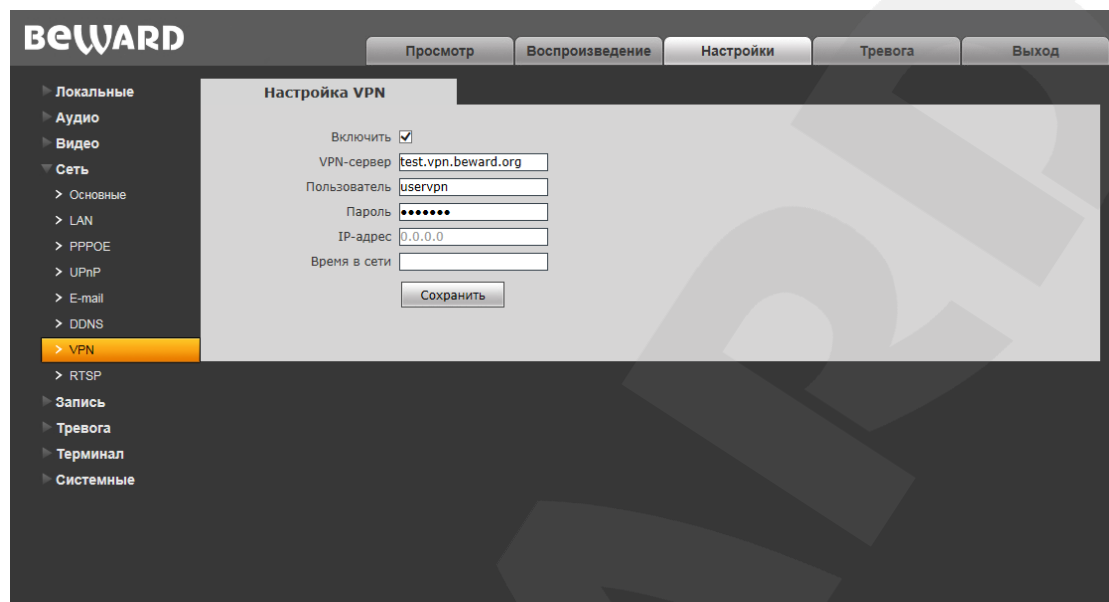 BEWARD
Просмотр
Воспроизведение
Настройки
Тревога
Выход
Локальные
Аудио
Видео
Сеть
Основные
LAN
PPPOE
UPnP
E-mail
DDNS
VPN
RTSP
Запись
Тревога
Терминал
Системные
Настройка VPN
Включить
VPN-сервер test.vpn.beward.org
Пользователь uservpn
Пароль •••••••
IP-адрес 0.0.0.0
Время в сети
Сохранить